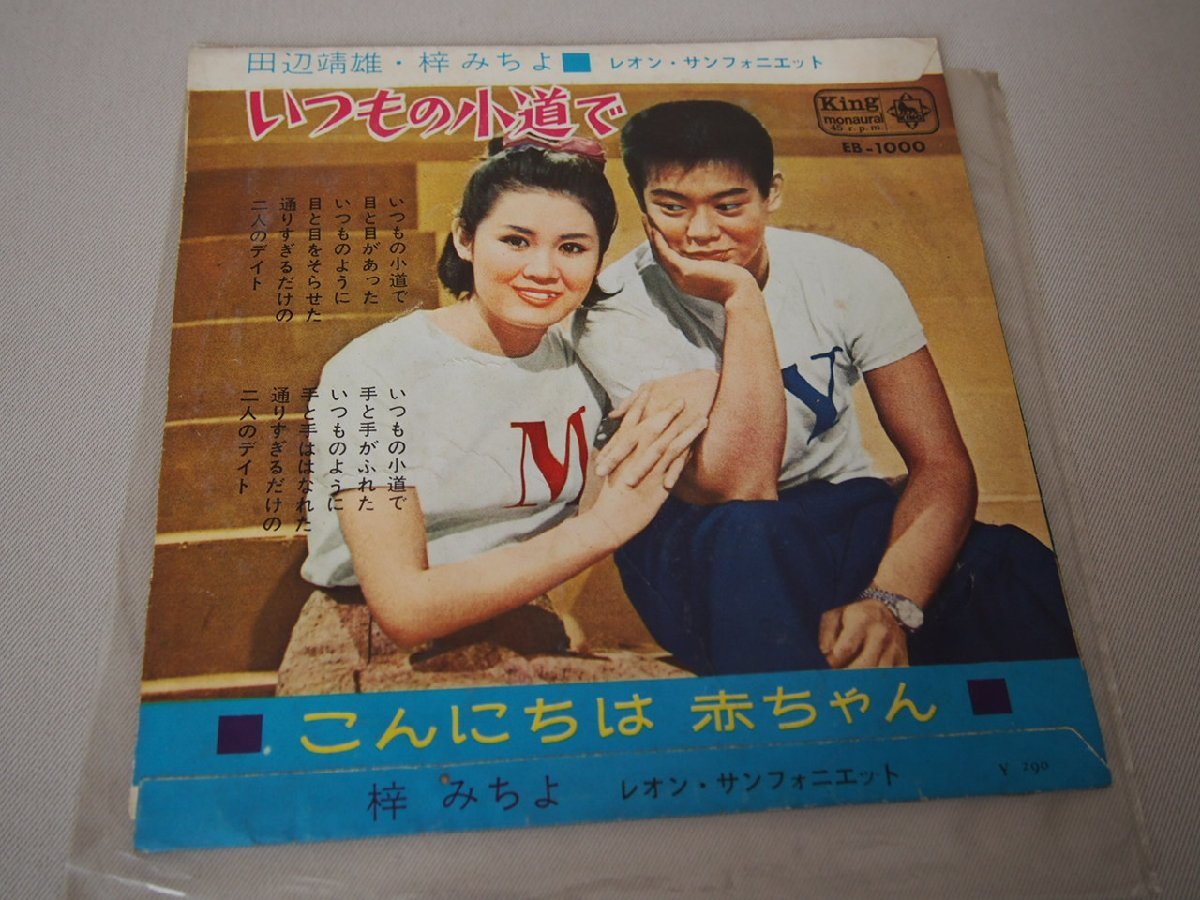 田辺靖雄・梓みちよ■ レオン・サンフォニエット
いつもの小道で
King
monaural
45 r.p.m.
KING
EB-1000
いつもの小道で
目と目があった
いつものように
目と目をそらせた
通りすぎるだけの
二人のデイト
いつもの小道で
手と手がふれた
いつものように
手と手ははなれた
通りすぎるだけの
二人のデイト
M
Y
■ こんにちは 赤ちゃん ■
梓 みちよ レオン・サンフォニエット ¥ 290